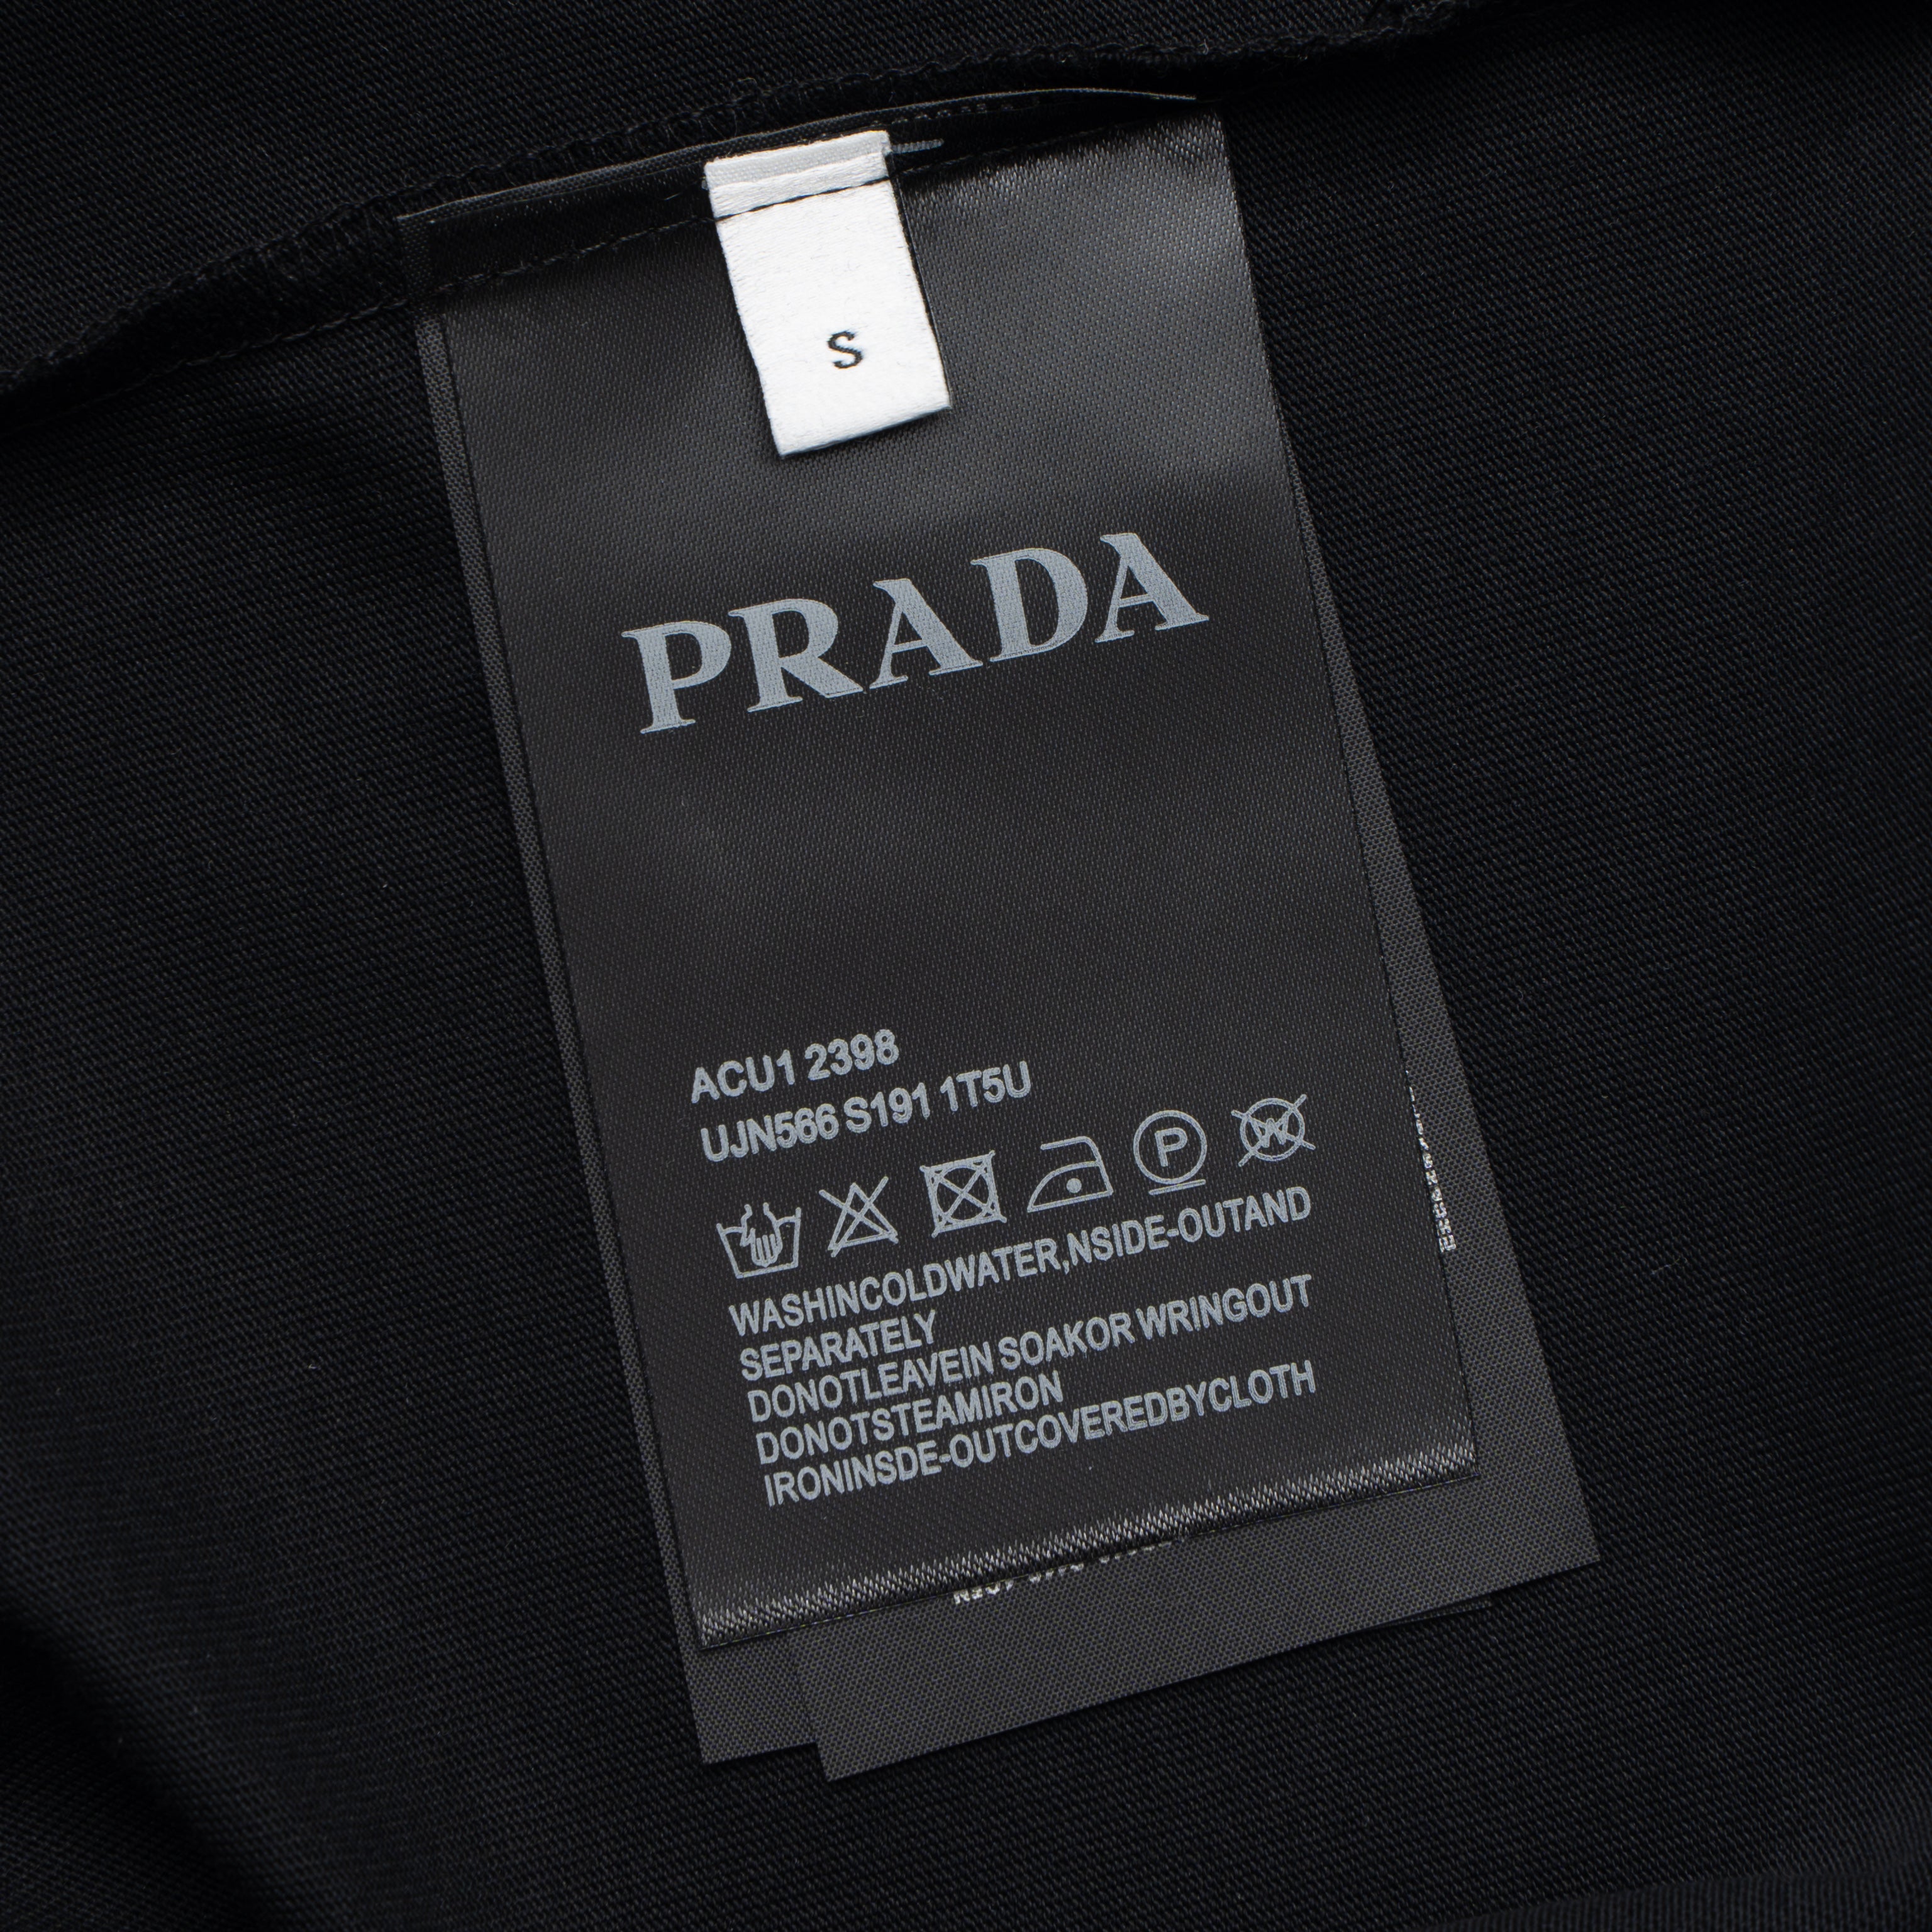 S
PRADA
ACU1 2398
UJN566 S191 1T5U
P W
WASHINCOLDWATER,NSIDE-OUTAND
SEPARATELY
DONOTLEAVEIN SOAKOR WRINGOUT
DONOTSTEAMIRON
IRONINSDE-OUTCOVEREDBYCLOTH